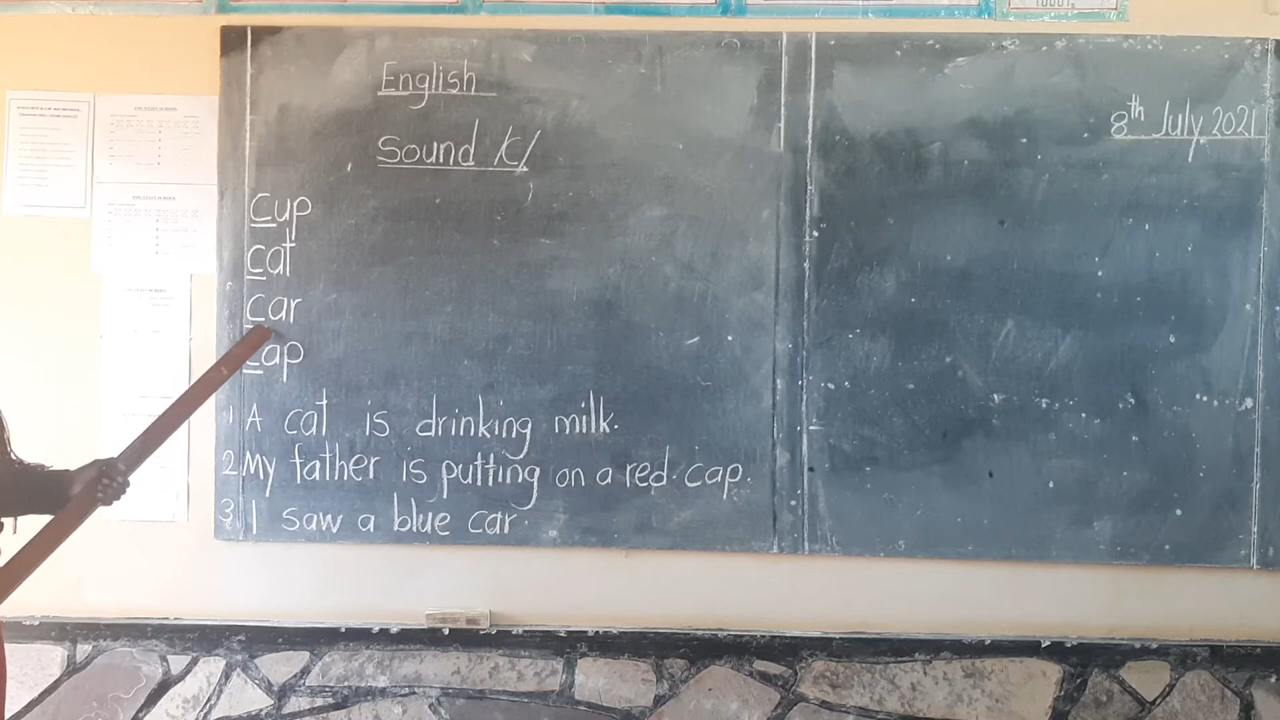 English
8th July 2021
Sound /c/
cup
cat
car
cap
1 A cat is drinking milk.
2 My father is putting on a red cap.
3 I saw a blue car.